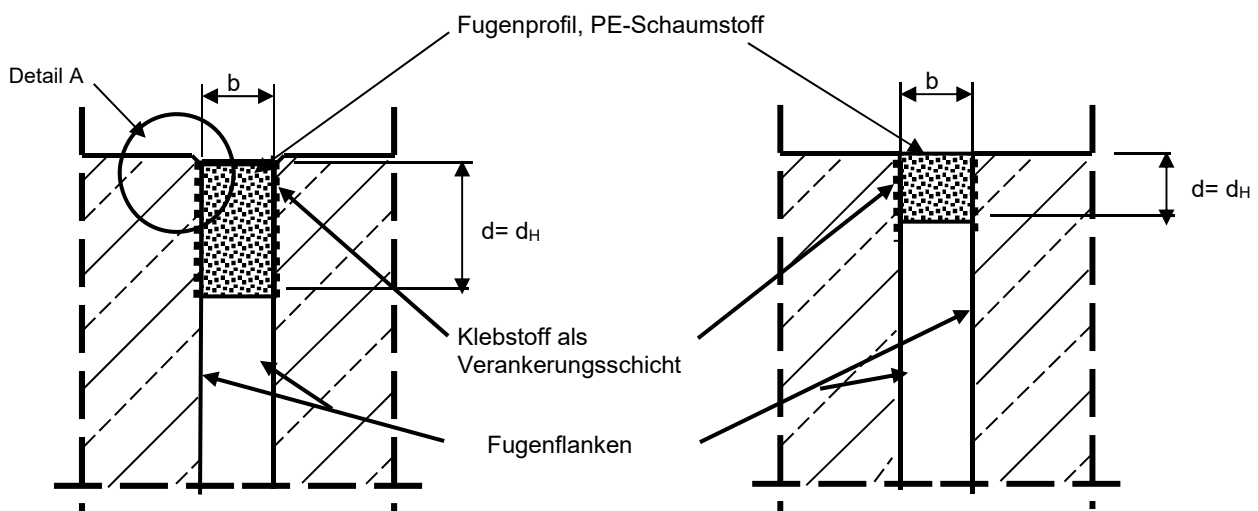 Fugenprofil, PE-Schaumstoff
Detail A
b
b
d= dH
d= dH
Klebstoff als
Verankerungsschicht
Fugenflanken